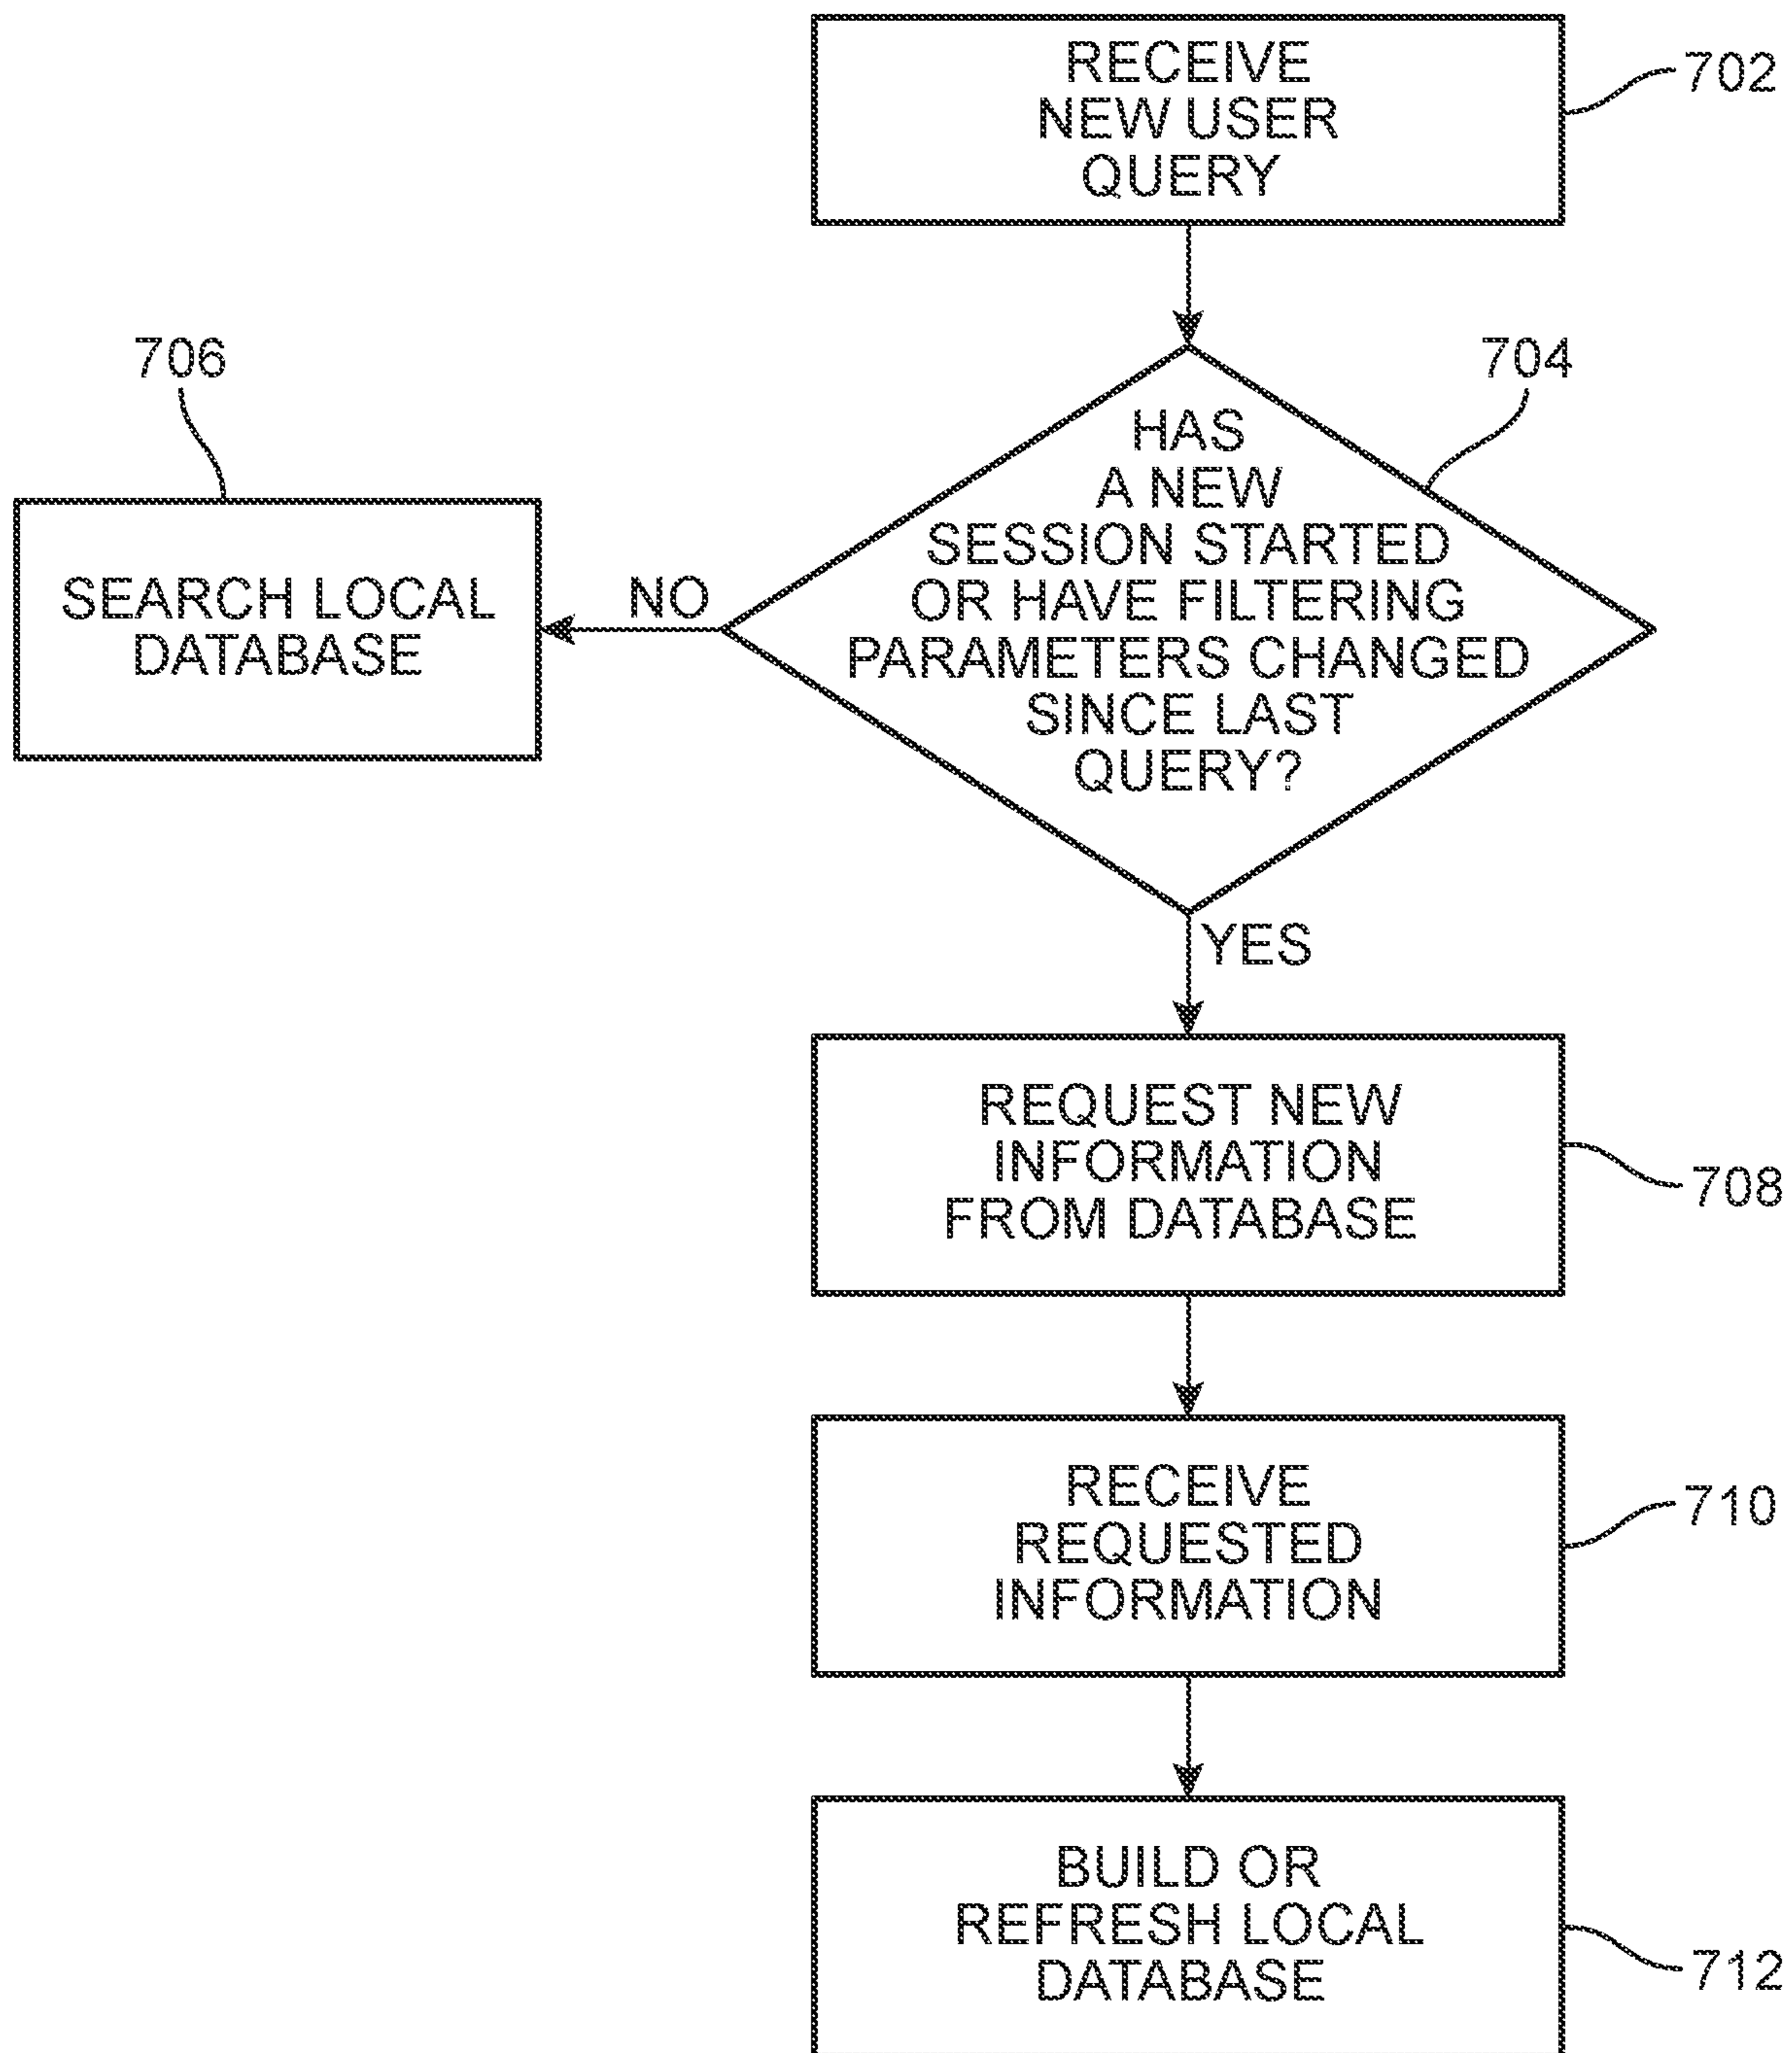 RECEIVE
NEW USER
QUERY
702
706
704
HAS
A NEW
SESSION STARTED
OR HAVE FILTERING
PARAMETERS CHANGED
SINCE LAST
QUERY?
NO
SEARCH LOCAL
DATABASE
YES
REQUEST NEW
INFORMATION
FROM DATABASE
708
RECEIVE
REQUESTED
INFORMATION
710
BUILD OR
REFRESH LOCAL
DATABASE
712